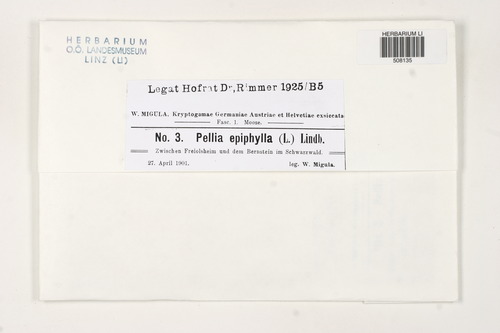 HERBARIUM
O.Ö. LANDESMUSEUM
LINZ (LI)
HERBARIUM LI
508135
Legat Hofrat Dr,Rimmer 1925/B5
W. MIGULA. Kryptogamae Germaniae Austriae et Helvetiae exsiccatae
Fasc. 1. Moose.
No. 3. Pellia epiphylla (L.) Lindb.
Zwischen Freiolsheim und dem Bernstein im Schwarzwald.
27. April 1901. leg. W. Migula.